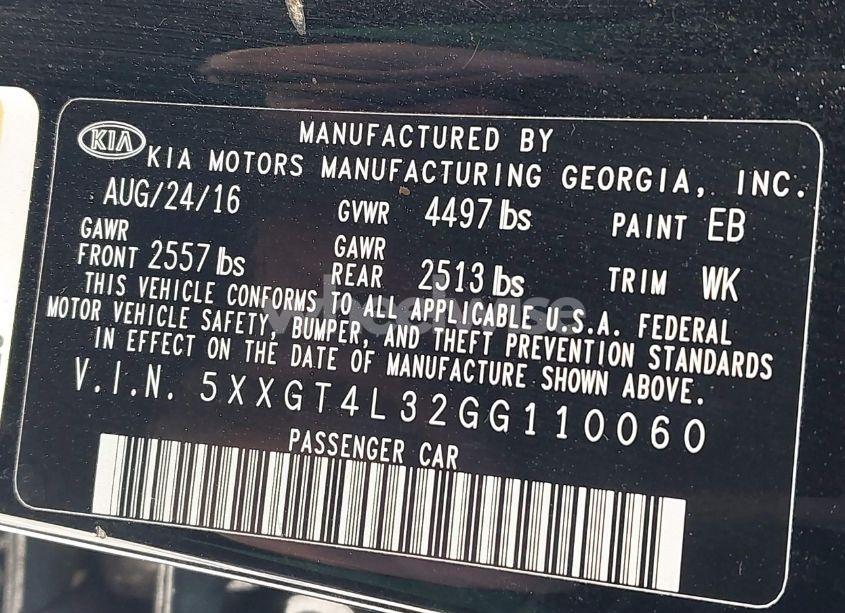 KIA
MANUFACTURED BY
KIA MOTORS MANUFACTURING GEORGIA, INC.
AUG/24/16 GVWR 4497 lbs PAINT EB
GAWR FRONT 2557 lbs GAWR REAR 2513 lbs TRIM WK
THIS VEHICLE CONFORMS TO ALL APPLICABLE U.S.A. FEDERAL
MOTOR VEHICLE SAFETY, BUMPER, AND THEFT PREVENTION STANDARDS
IN EFFECT ON THE DATE OF MANUFACTURE SHOWN ABOVE.
V.I.N. 5XXGT4L32GG110060
PASSENGER CAR